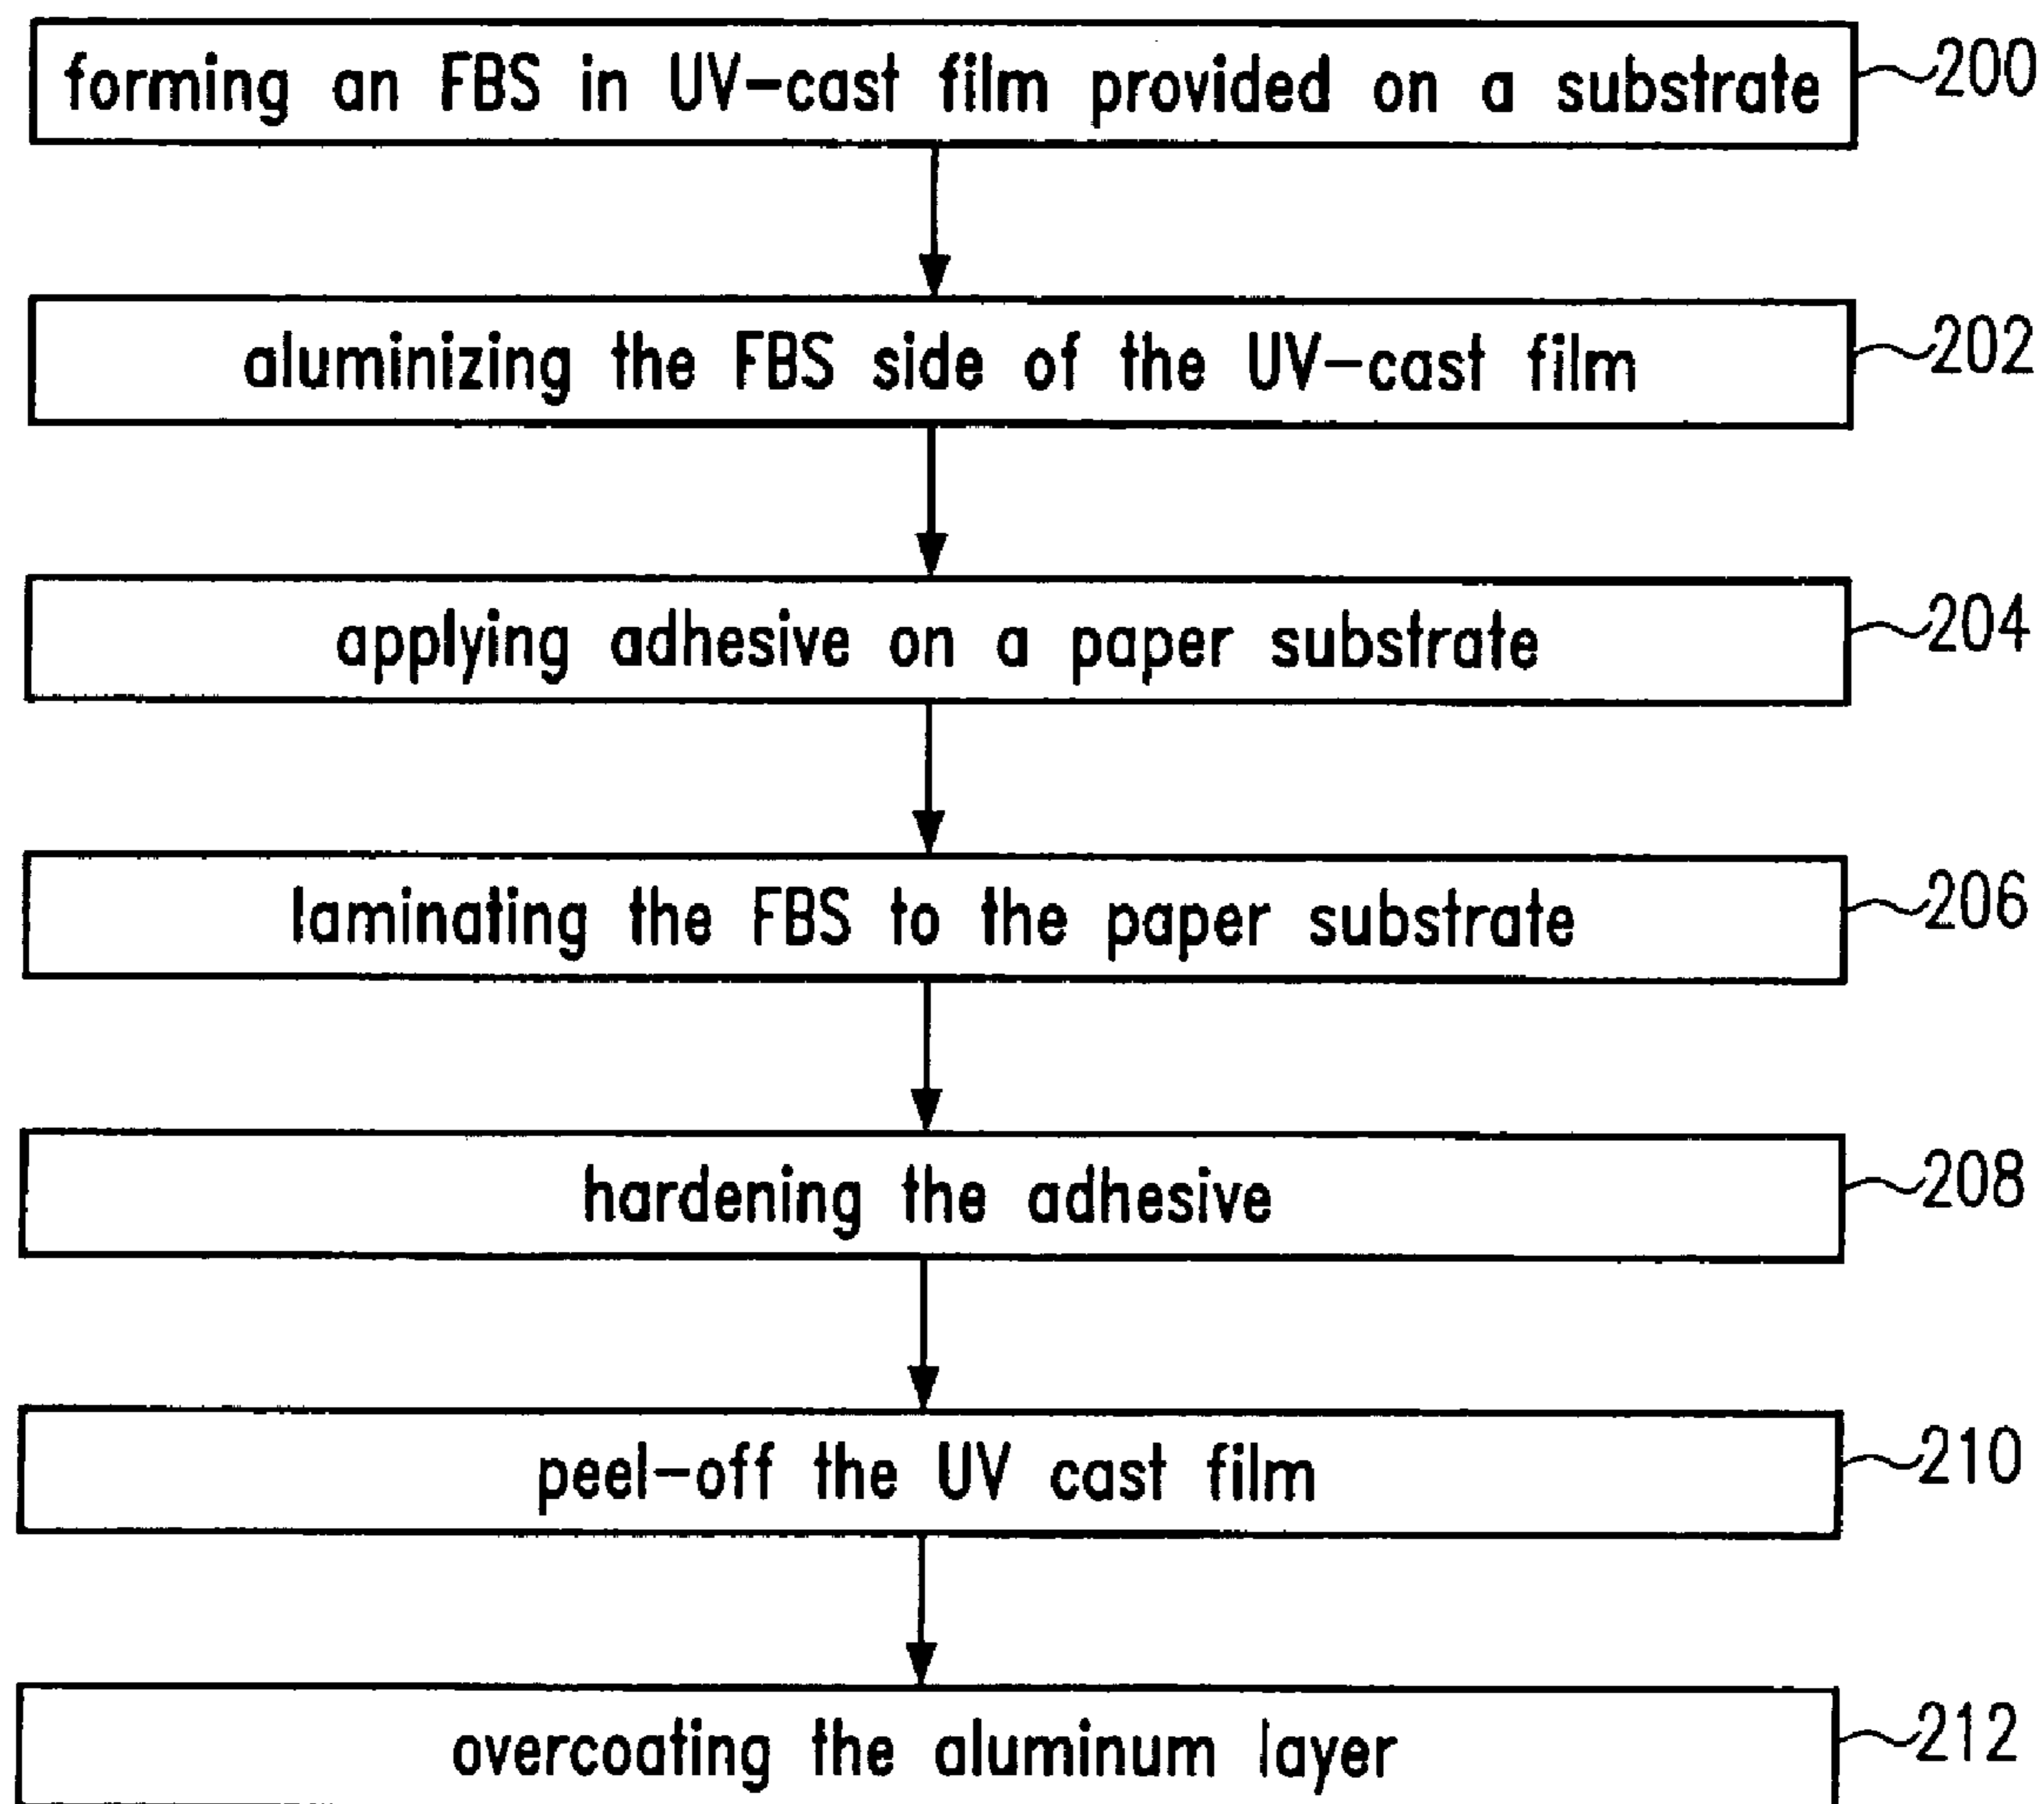 forming an FBS in UV-cast film provided on a substrate 200
aluminizing the FBS side of the UV-cast film 202
applying adhesive on a paper substrate 204
laminating the FBS to the paper substrate 206
hardening the adhesive 208
peel-off the UV cast film 210
overcoating the aluminum layer 212